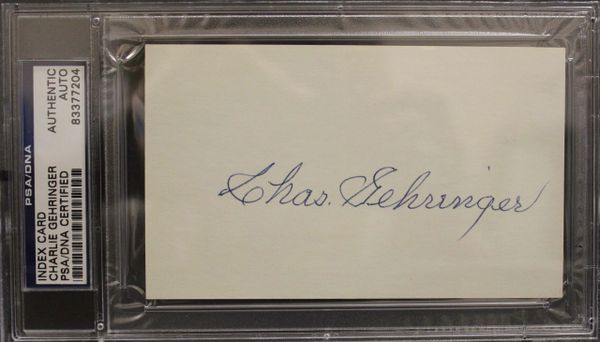 PSA/DNA
INDEX CARD
CHARLIE GEHRINGER
PSA/DNA CERTIFIED
AUTHENTIC
AUTO
83377204
Chas. Gehringer